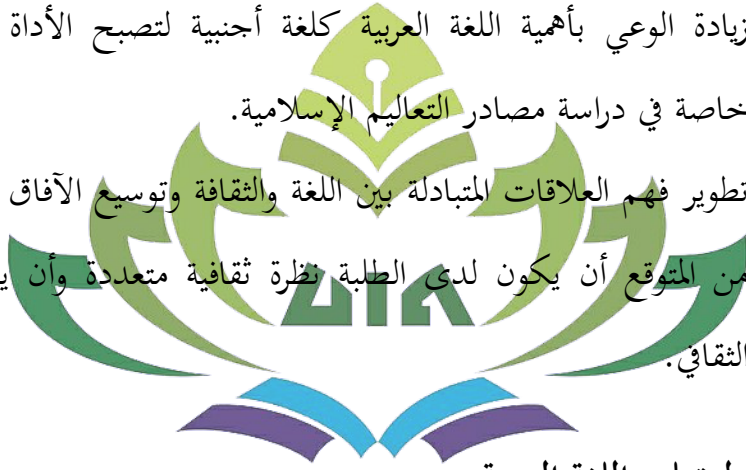 زيادة الوعي بأهمية اللغة العربية كلغة أجنبية لتصبح الأداة
خاصة في دراسة مصادر التعاليم الإسلامية.
تطوير فهم العلاقات المتبادلة بين اللغة والثقافة وتوسيع الآفاق
من المتوقع أن يكون لدى الطلبة نظرة ثقافية متعددة وأن
الثقافي.